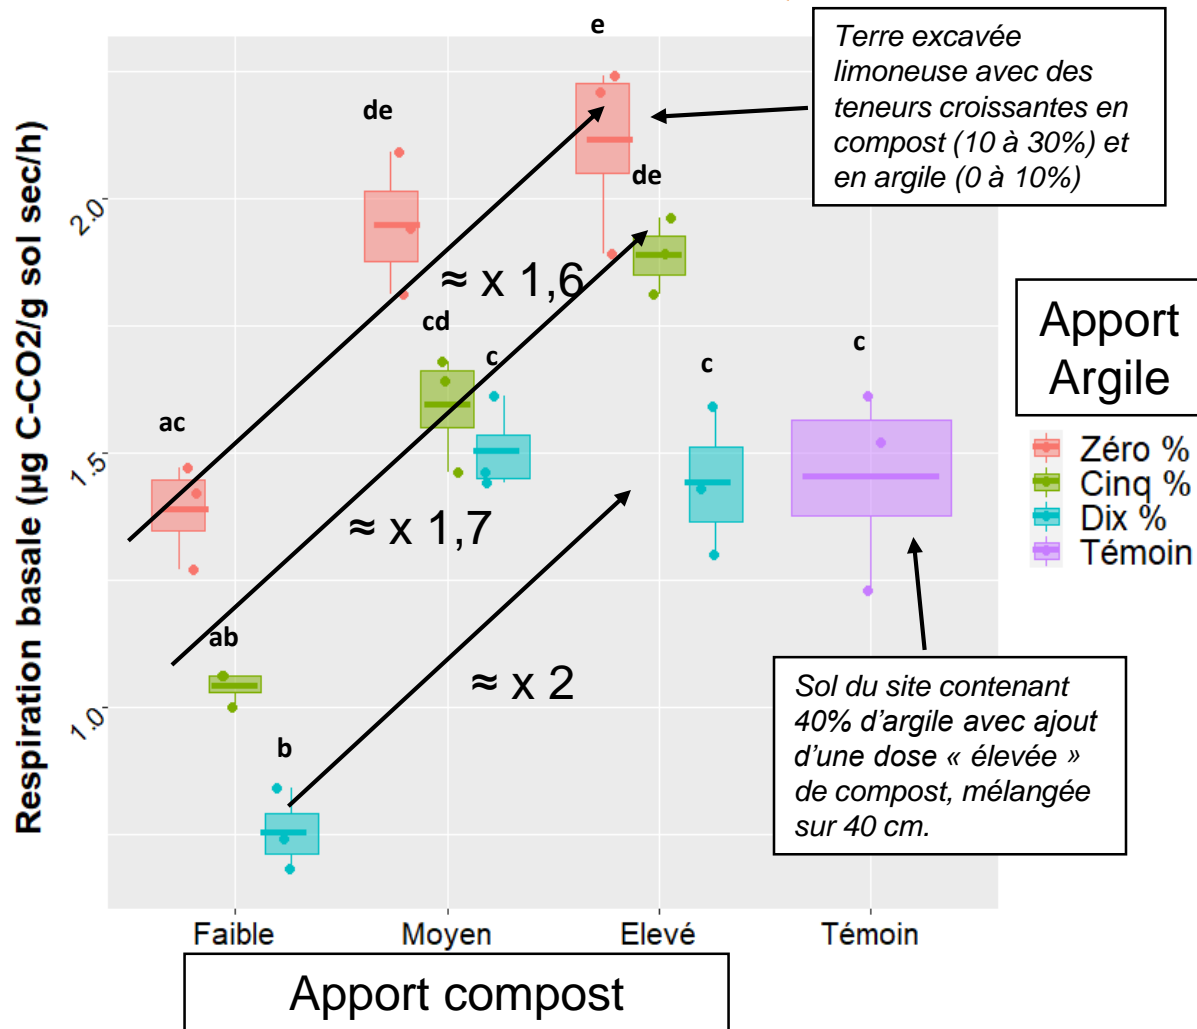 Respiration basale (µg C-CO2/g sol sec/h)
2.0
1.5
1.0
e
de
de
cd
c
c
c
ac
ab
b
≈ x 1,6
≈ x 1,7
≈ x 2
Terre excavée
limoneuse avec des
teneurs croissantes en
compost (10 à 30%) et
en argile (0 à 10%)
Apport
Argile
Zéro %
Cinq %
Dix %
Témoin
Sol du site contenant
40% d’argile avec ajout
d’une dose « élevée »
de compost, mélangée
sur 40 cm.
Faible
Moyen
Elevé
Témoin
Apport compost